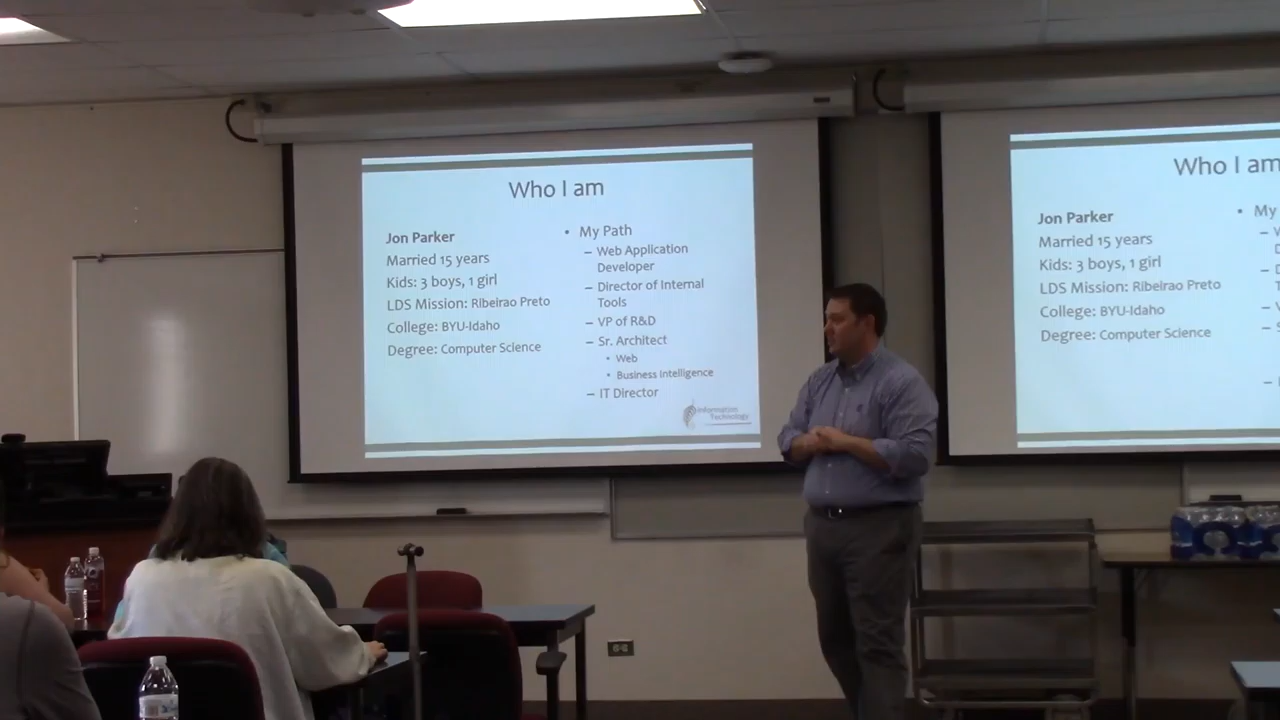 Who I am
Jon Parker
Married 15 years
Kids: 3 boys, 1 girl
LDS Mission: Ribeirao Preto
College: BYU-Idaho
Degree: Computer Science
• My Path
– Web Application
Developer
– Director of Internal
Tools
– VP of R&D
– Sr. Architect
• Web
• Business Intelligence
– IT Director
Information
Technology
Who I am
Jon Parker
Married 15 years
Kids: 3 boys, 1 girl
LDS Mission: Ribeirao Preto
College: BYU-Idaho
Degree: Computer Science
• My